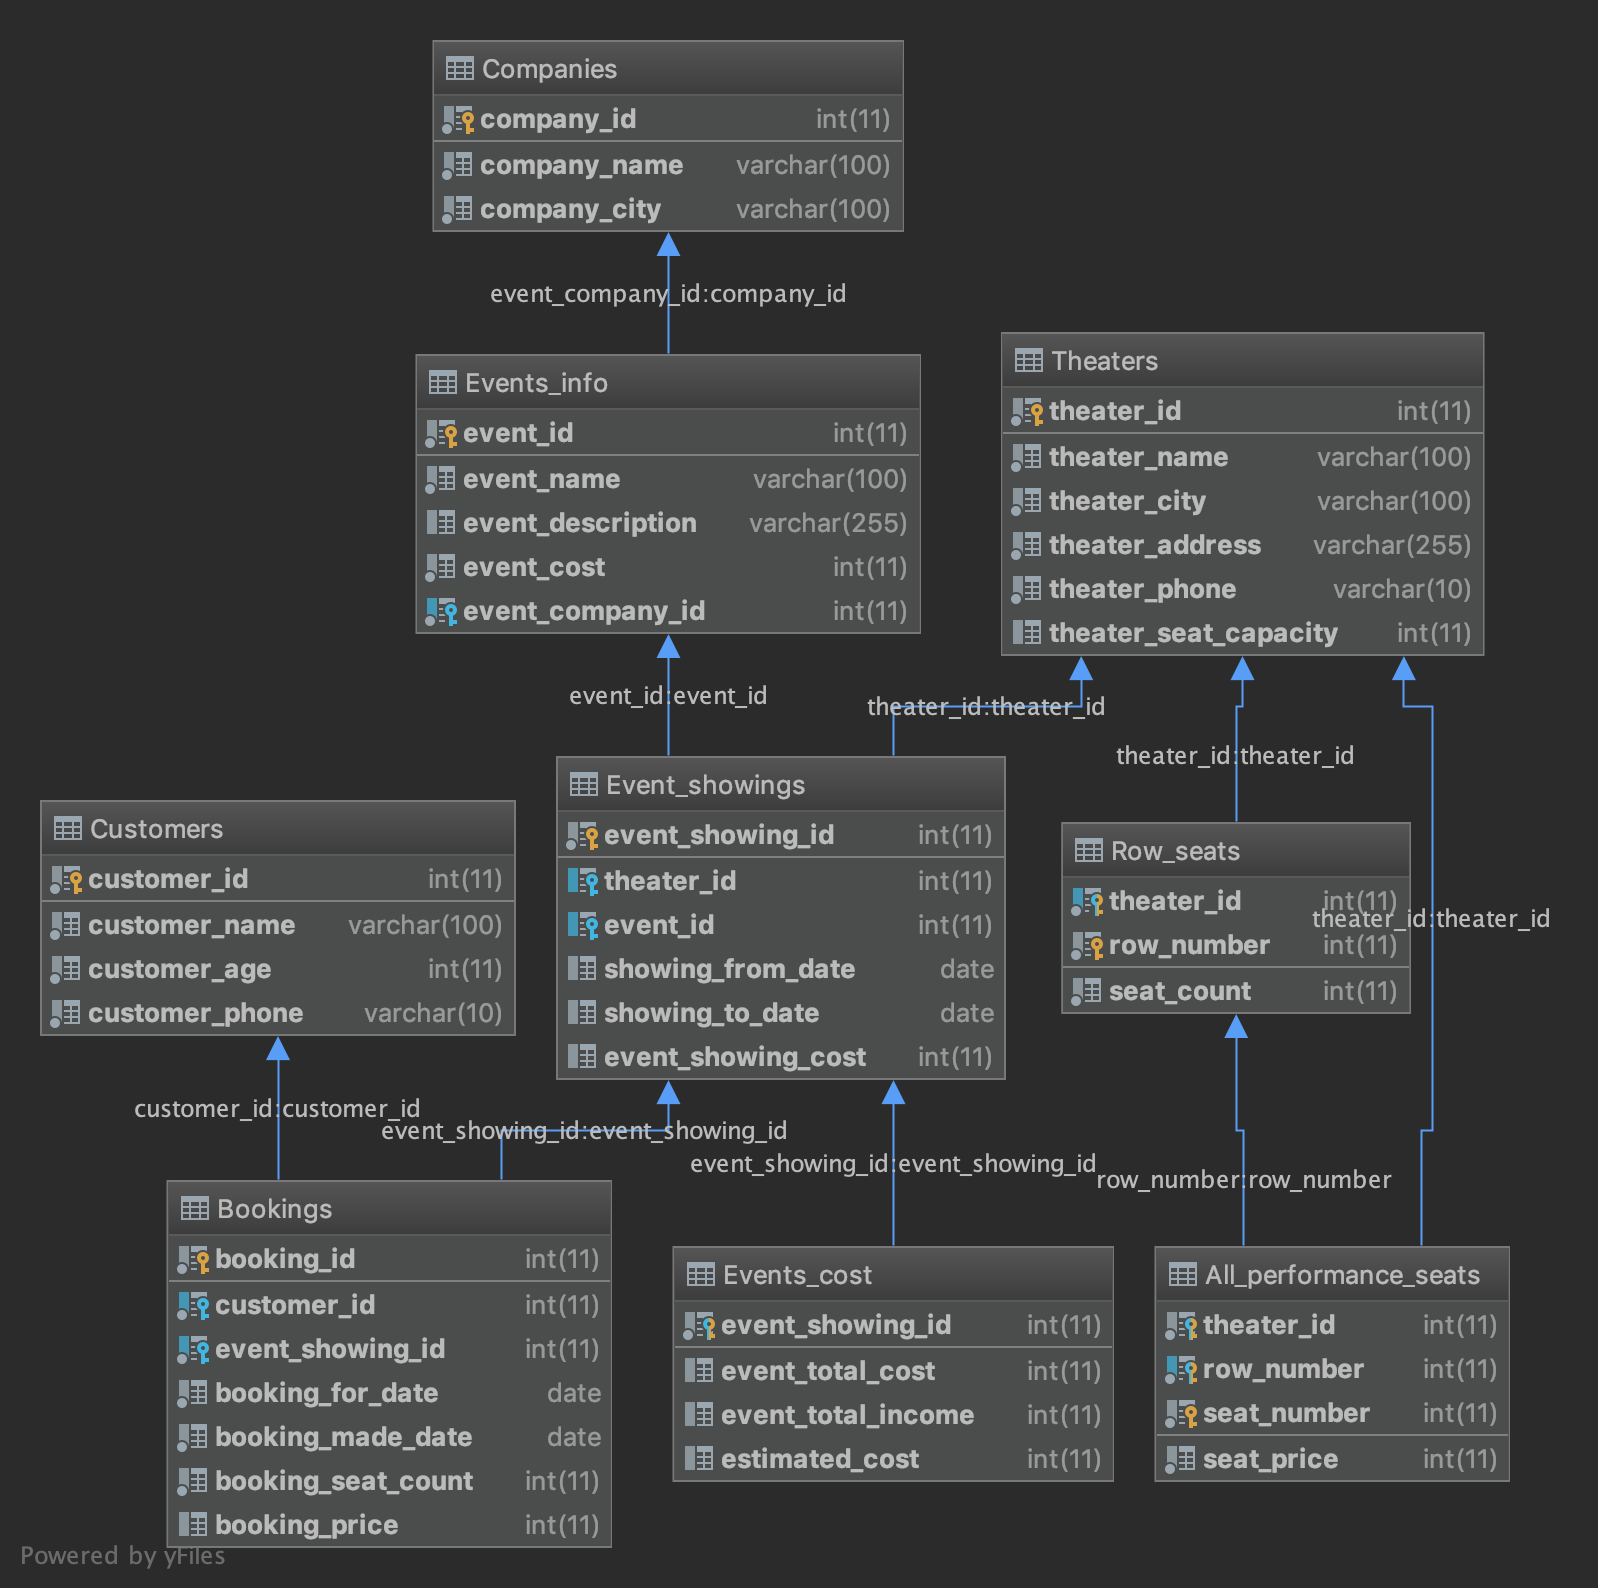 Companies
company_id int(11)
company_name varchar(100)
company_city varchar(100)
event_company_id:company_id
Events_info
event_id int(11)
event_name varchar(100)
event_description varchar(255)
event_cost int(11)
event_company_id int(11)
Theaters
theater_id int(11)
theater_name varchar(100)
theater_city varchar(100)
theater_address varchar(255)
theater_phone varchar(10)
theater_seat_capacity int(11)
event_id:event_id
theater_id:theater_id
theater_id:theater_id
theater_id:theater_id
Customers
customer_id int(11)
customer_name varchar(100)
customer_age int(11)
customer_phone varchar(10)
Event_showings
event_showing_id int(11)
theater_id int(11)
event_id int(11)
showing_from_date date
showing_to_date date
event_showing_cost int(11)
Row_seats
theater_id int(11)
row_number int(11)
seat_count int(11)
customer_id:customer_id
event_showing_id:event_showing_id
event_showing_id:event_showing_id
row_number:row_number
Bookings
booking_id int(11)
customer_id int(11)
event_showing_id int(11)
booking_for_date date
booking_made_date date
booking_seat_count int(11)
booking_price int(11)
Events_cost
event_showing_id int(11)
event_total_cost int(11)
event_total_income int(11)
estimated_cost int(11)
All_performance_seats
theater_id int(11)
row_number int(11)
seat_number int(11)
seat_price int(11)
Powered by yFiles